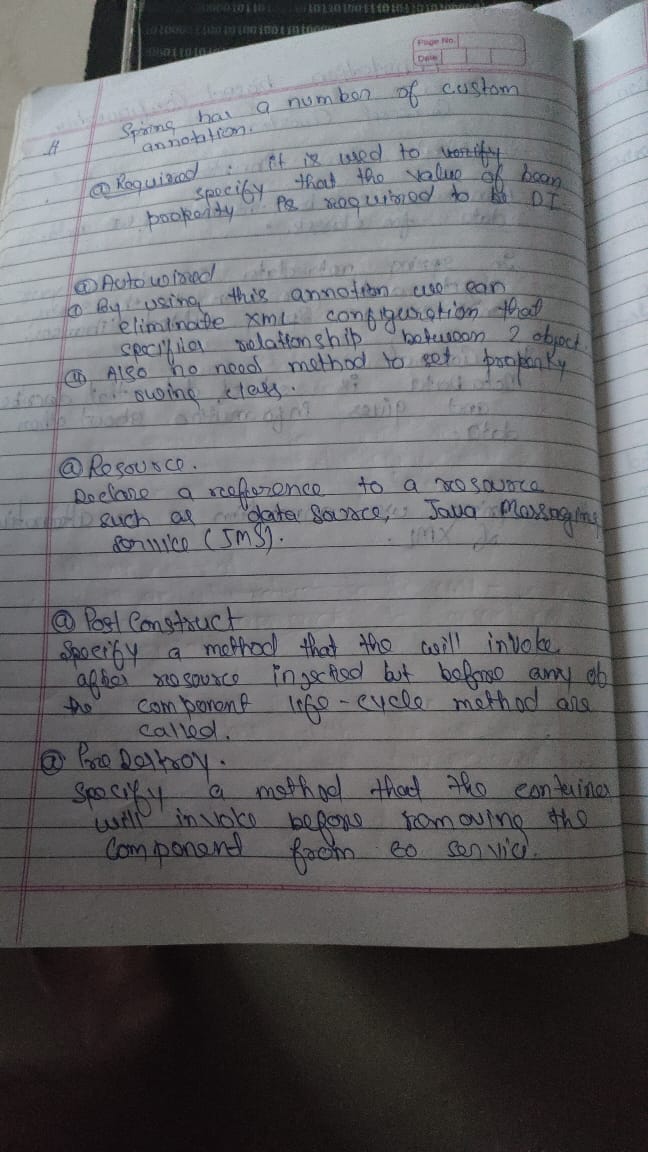 Page No.
Date
# Spring has a number of custom
annotation.
@ Required : it is used to verify
specify that the value of bean
property is required to be DI.
@ Autowired
① By using this annotation we can
eliminate XML configuration that
specifies relationship between 2 object.
② Also no need method to set property
owing class.
@ Resource.
Declare a reference to a resource
such as data source, Java Messaging
service (JMS).
@ Post Construct
Specify a method that the will invoke
after resource injected but before any of
the component life-cycle method are
called.
@ Pre Destroy.
Specify a method that the container
will invoke before removing the
component from so service.